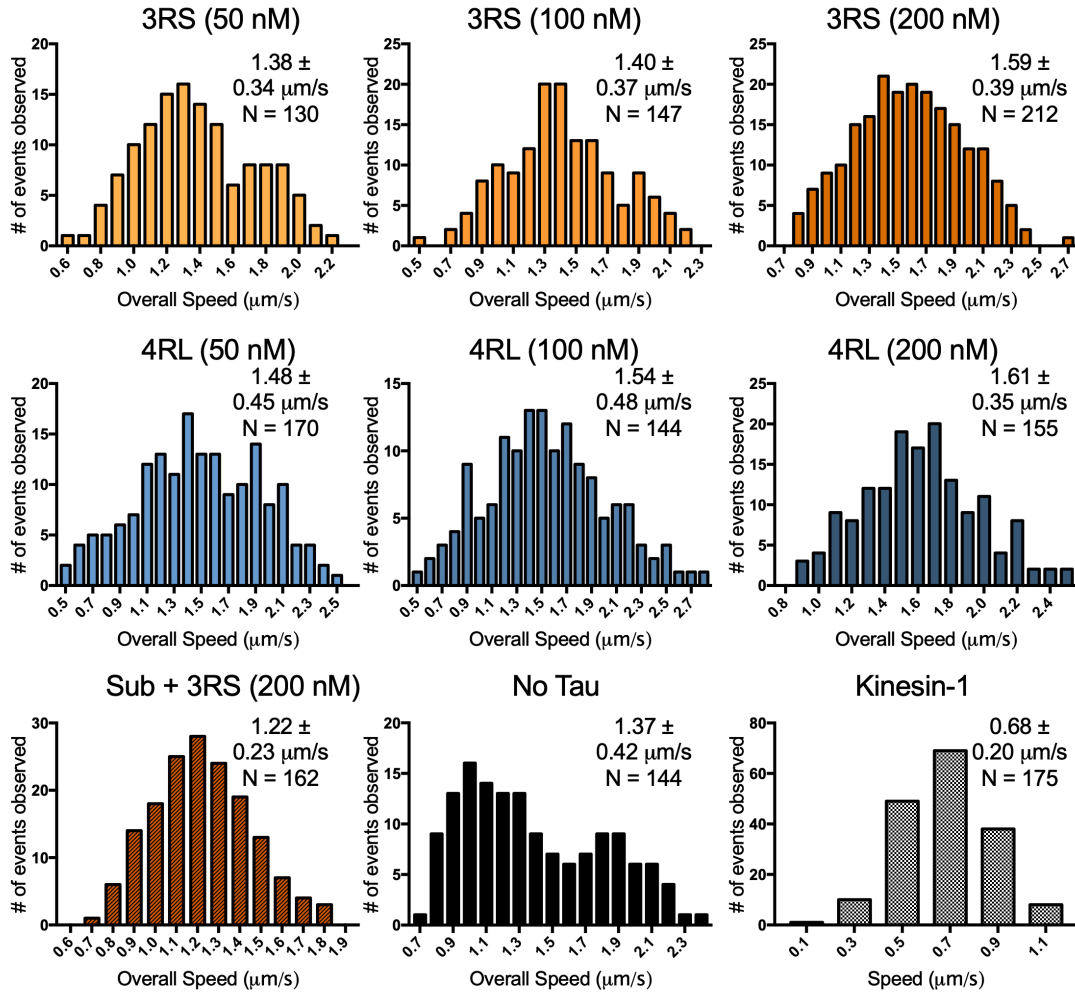 3RS (50 nM)
1.38 ±
0.34 μm/s
N = 130
# of events observed
20
15
10
5
0
0.6 0.8 1.0 1.2 1.4 1.6 1.8 2.0 2.2
Overall Speed (μm/s)
3RS (100 nM)
1.40 ±
0.37 μm/s
N = 147
# of events observed
25
20
15
10
5
0
0.5 0.7 0.9 1.1 1.3 1.5 1.7 1.9 2.1 2.3
Overall Speed (μm/s)
3RS (200 nM)
1.59 ±
0.39 μm/s
N = 212
# of events observed
25
20
15
10
5
0
0.7 0.9 1.1 1.3 1.5 1.7 1.9 2.1 2.3 2.5 2.7
Overall Speed (μm/s)
4RL (50 nM)
1.48 ±
0.45 μm/s
N = 170
# of events observed
20
15
10
5
0
0.5 0.7 0.9 1.1 1.3 1.5 1.7 1.9 2.1 2.3 2.5
Overall Speed (μm/s)
4RL (100 nM)
1.54 ±
0.48 μm/s
N = 144
# of events observed
15
10
5
0
0.5 0.7 0.9 1.1 1.3 1.5 1.7 1.9 2.1 2.3 2.5 2.7
Overall Speed (μm/s)
4RL (200 nM)
1.61 ±
0.35 μm/s
N = 155
# of events observed
25
20
15
10
5
0
0.8 1.0 1.2 1.4 1.6 1.8 2.0 2.2 2.4
Overall Speed (μm/s)
Sub + 3RS (200 nM)
1.22 ±
0.23 μm/s
N = 162
# of events observed
30
20
10
0
0.6 0.7 0.8 0.9 1.0 1.1 1.2 1.3 1.4 1.5 1.6 1.7 1.8 1.9
Overall Speed (μm/s)
No Tau
1.37 ±
0.42 μm/s
N = 144
# of events observed
20
15
10
5
0
0.7 0.9 1.1 1.3 1.5 1.7 1.9 2.1 2.3
Overall Speed (μm/s)
Kinesin-1
0.68 ±
0.20 μm/s
N = 175
# of events observed
80
60
40
20
0
0.1 0.3 0.5 0.7 0.9 1.1
Speed (μm/s)